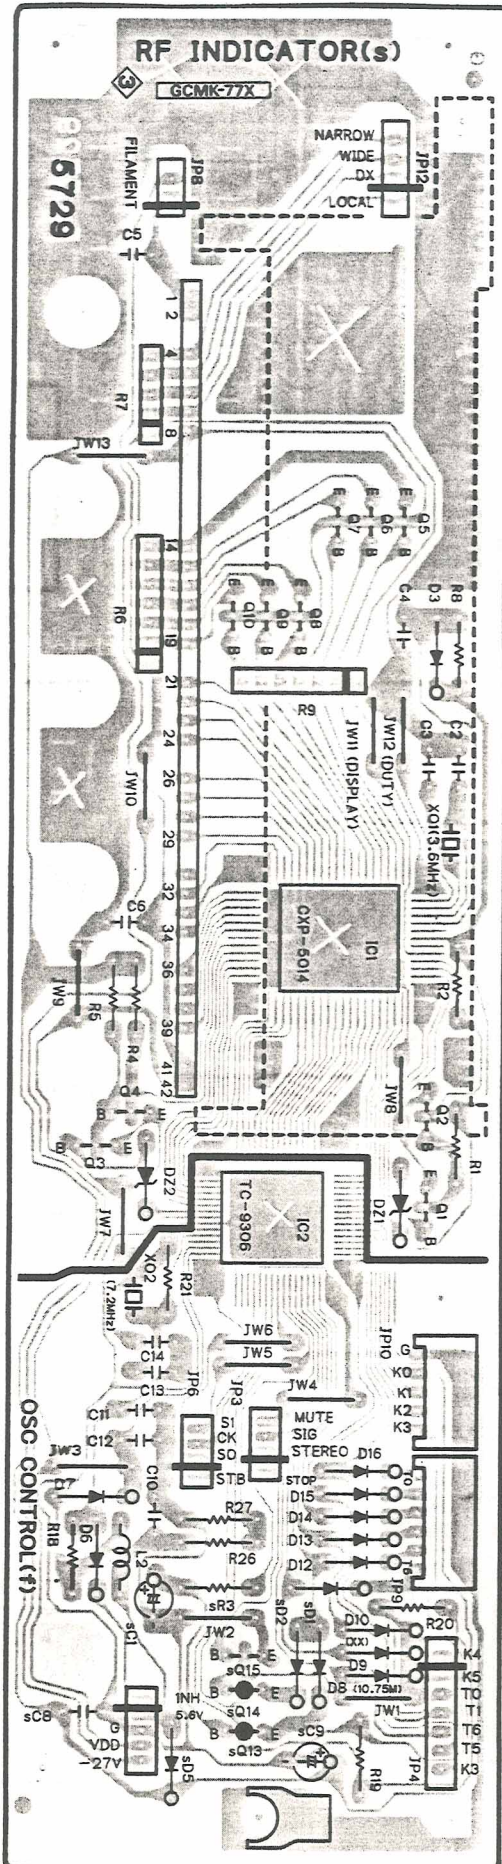 RF INDICATOR(s)
3
GCMK-77X
5729
FILAMENT
JP8
NARROW
WIDE
DX
LOCAL
JP12
C5
1
2
4
8
R7
JW13
E
Q7
B
E
Q6
B
E
Q5
B
14
19
R6
E
Q10
B
E
Q9
B
E
Q8
B
C4
D3
R8
21
R9
24
JW11 (DISPLAY)
JW12 (DUTY)
C3
C2
26
JW10
29
XO1(3.6MHz)
32
C6
34
CXP-5014
IC1
36
JW9
R5
R4
R2
39
41 42
JW8
Q4
B
E
E
Q2
B
R1
B
E
Q3
DZ2
E
Q1
B
DZ1
JW7
TC-9306
IC2
XO2
(7.2MHz)
R21
C14
C13
JW6
JW5
JP10
G
K0
K1
K2
K3
C11
C12
JP6
S1
CK
SO
STB
JP3
JW4
MUTE
SIG
STEREO
STOP
OSC CONTROL(f)
JW3
C10
D16
D15
D14
D13
D12
T0
T6
R27
R26
R18
D6
L2
sC1
sR3
JW2
sD2
sD1
JP9
R20
D10
D(X)
D9
D8 (10.75M)
B
E
sQ15
B
E
sQ14
B
E
sQ13
JW1
K4
K5
T0
T1
T6
T5
K3
JP4
sC8
INH
5.6V
G
VDD
-27V
sD5
sC9
R19